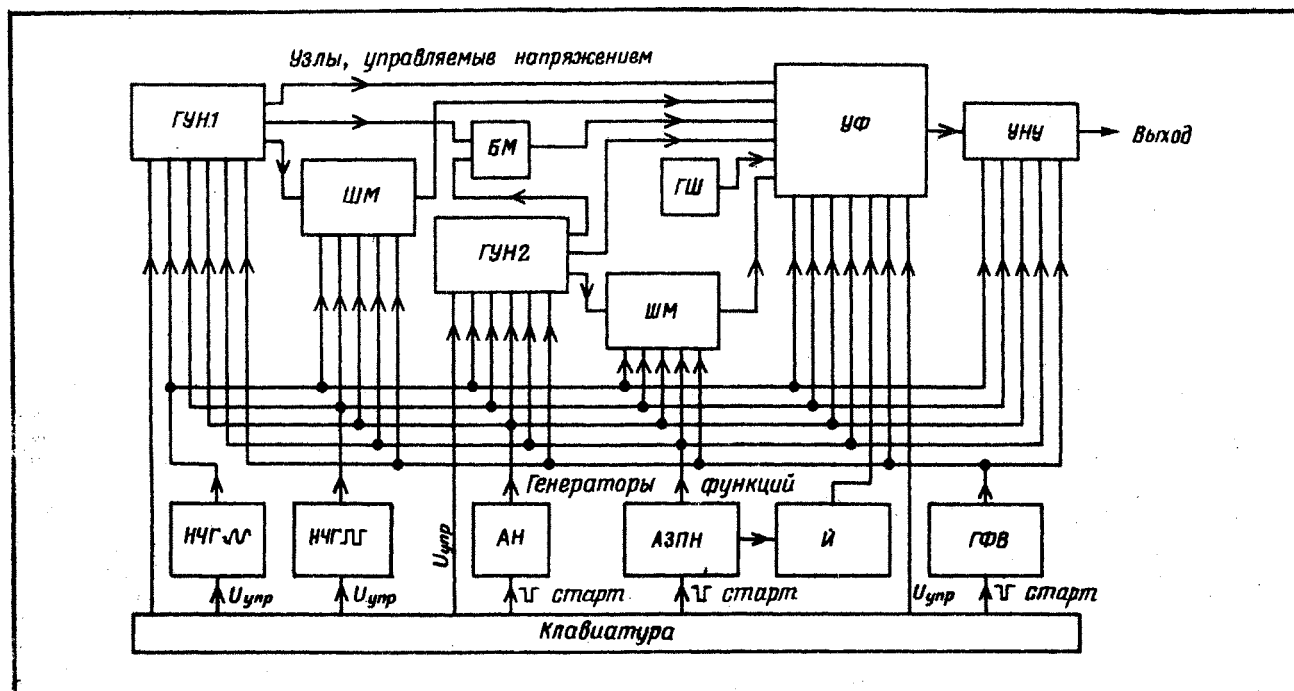 Узлы, управляемые напряжением
ГУН1
БМ
УФ
УНУ
Выход
ШМ
ГШ
ГУН2
ШМ
Генераторы функций
НЧГ
НЧГ
Uупр
АН
АЗПН
Й
ГФВ
Uупр
Uупр
старт
старт
Uупр
старт
Клавиатура